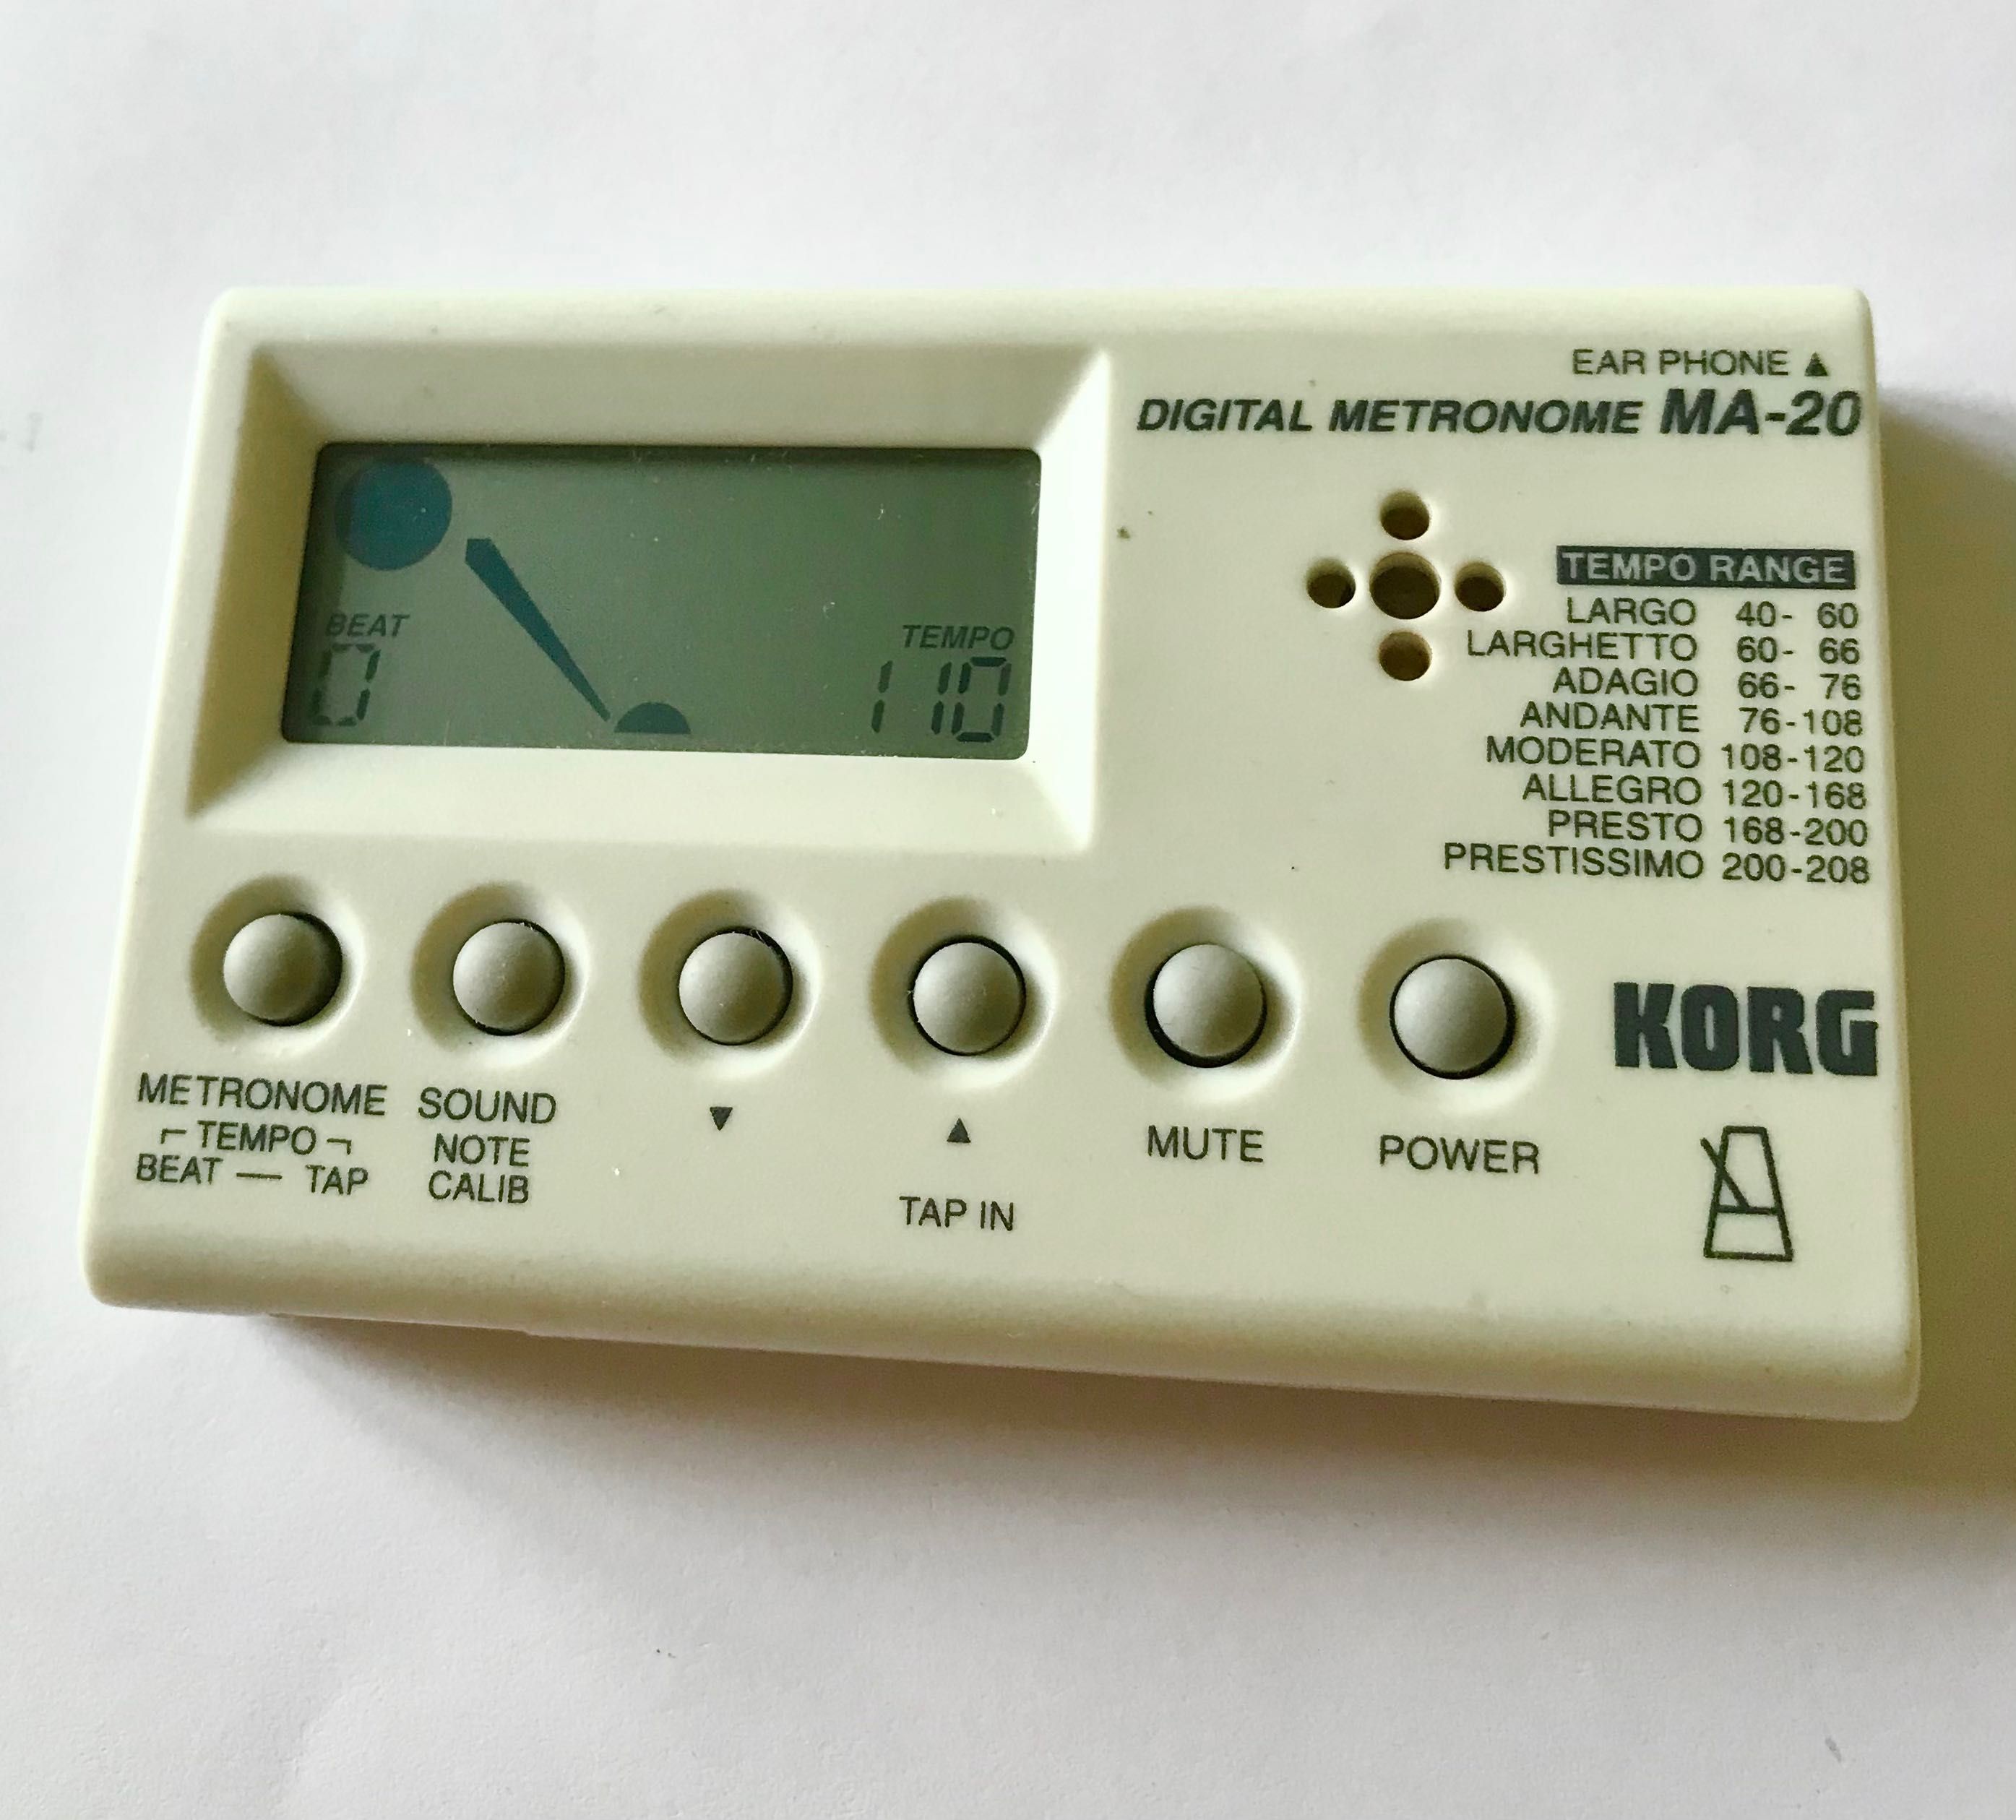 EAR PHONE ▲
DIGITAL METRONOME MA-20
BEAT
0
TEMPO
110
TEMPO RANGE
LARGO 40- 60
LARGHETTO 60- 66
ADAGIO 66- 76
ANDANTE 76-108
MODERATO 108-120
ALLEGRO 120-168
PRESTO 168-200
PRESTISSIMO 200-208
KORG
METRONOME
TEMPO
BEAT — TAP
SOUND
NOTE
CALIB
▼
▲
TAP IN
MUTE
POWER